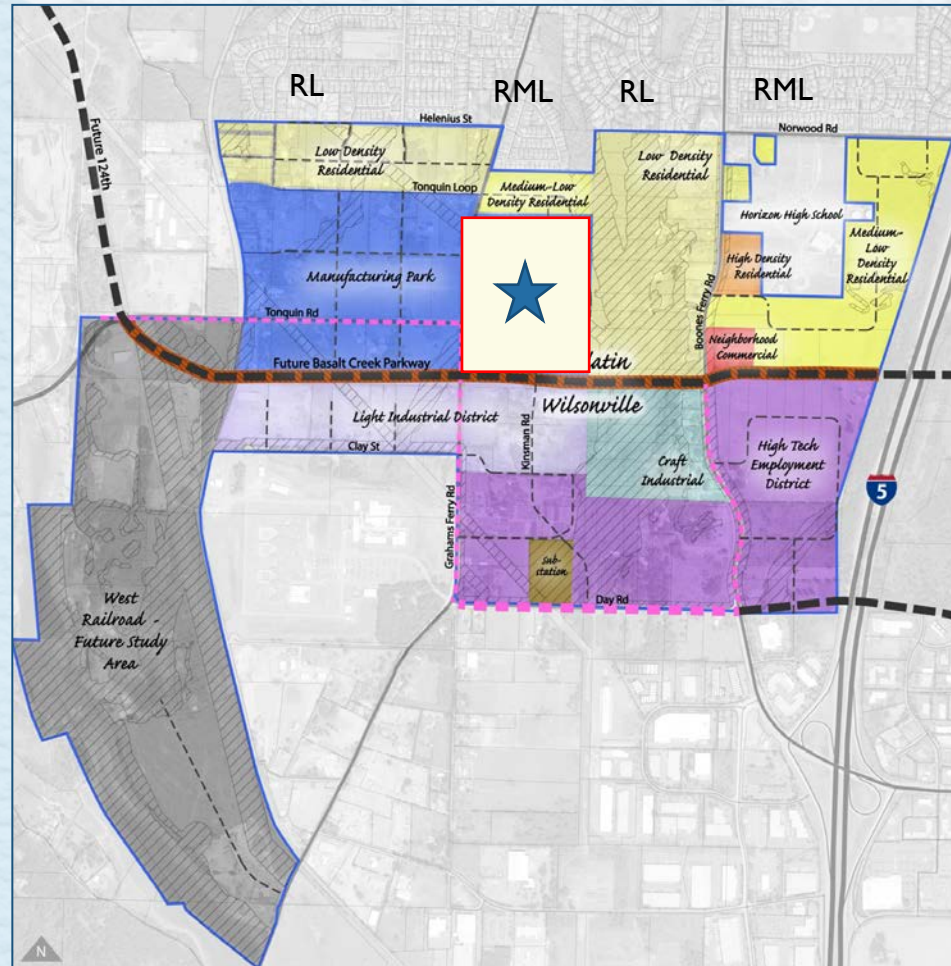 RL
RML
RL
RML
Helenius St
Norwood Rd
Future 124th
Low Density
Residential
Low Density
Residential
Tonquin Loop
Medium-Low
Density Residential
Horizon High School
Medium-
Low
Density
Residential
High Density
Residential
Manufacturing Park
Boones Ferry Rd
Tonquin Rd
Neighborhood
Commercial
Future Basalt Creek Parkway
latin
Wilsonville
Light Industrial District
Kinsman Rd
Clay St
Craft
Industrial
High Tech
Employment
District
5
Grahams Ferry Rd
Sub-
station
Day Rd
West
Railroad -
Future Study
Area
N